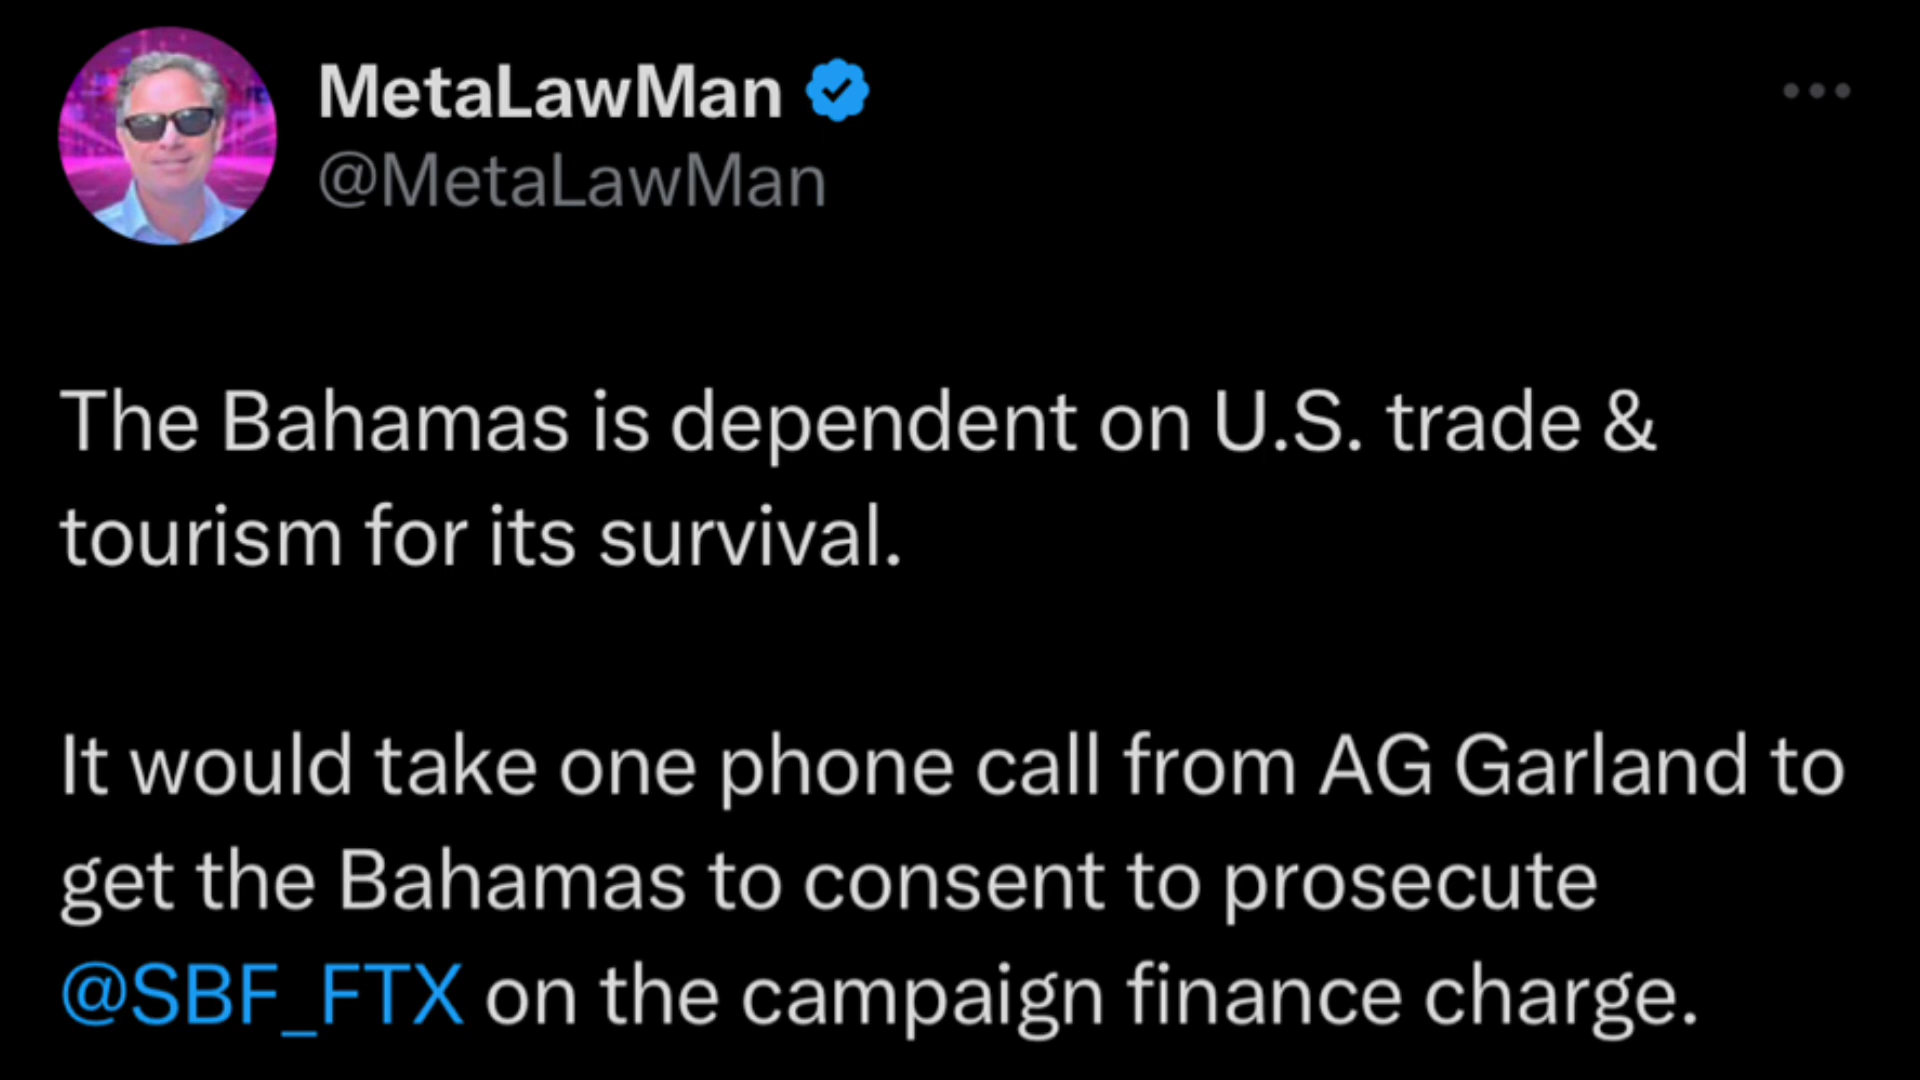 MetaLawMan
@MetaLawMan
The Bahamas is dependent on U.S. trade &
tourism for its survival.
It would take one phone call from AG Garland to
get the Bahamas to consent to prosecute
@SBF_FTX on the campaign finance charge.